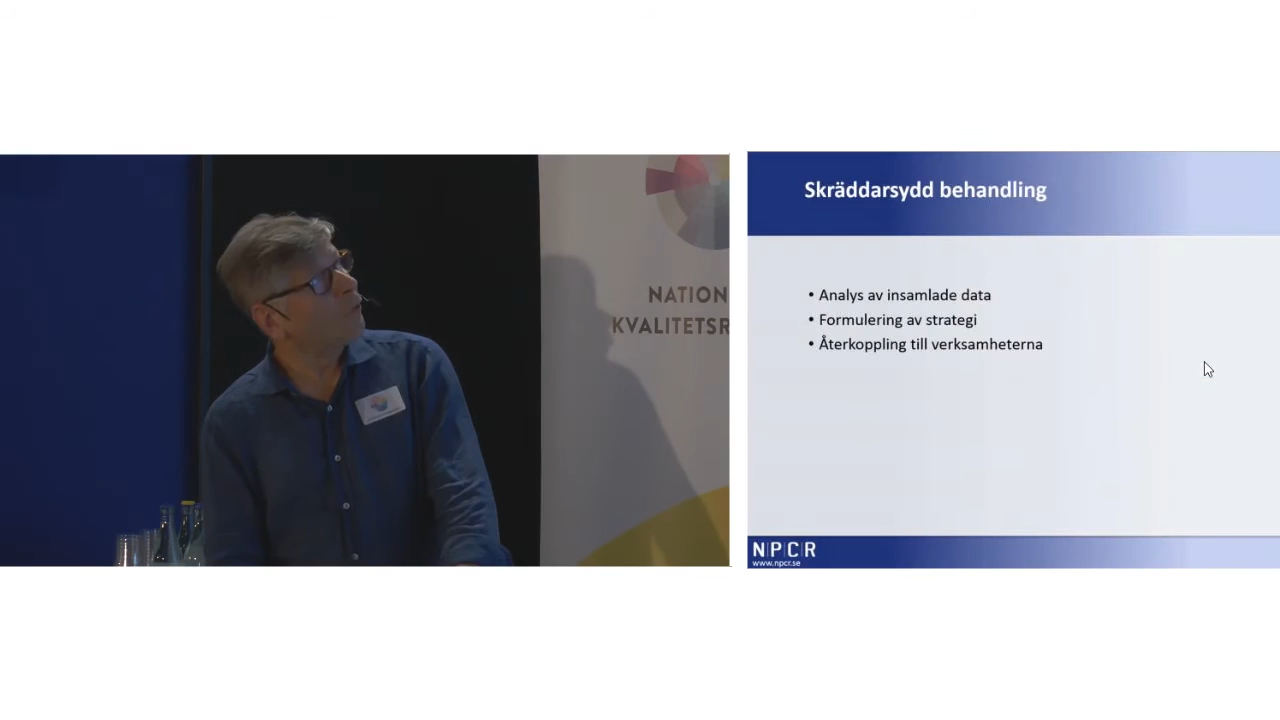 NATION
KVALITETSR
Skräddarsydd behandling
• Analys av insamlade data
• Formulering av strategi
• Återkoppling till verksamheterna
NPCR
www.npcr.se